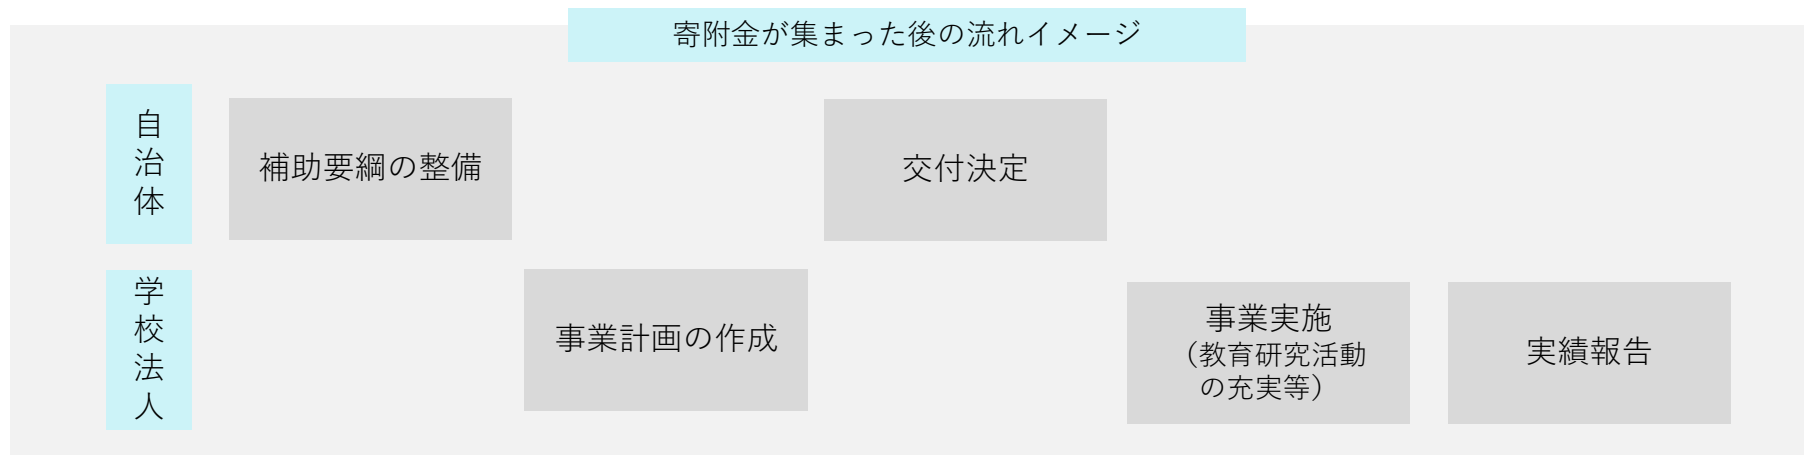 寄附金が集まった後の流れイメージ
自治体
補助要綱の整備
交付決定
学校法人
事業計画の作成
事業実施
（教育研究活動
の充実等）
実績報告